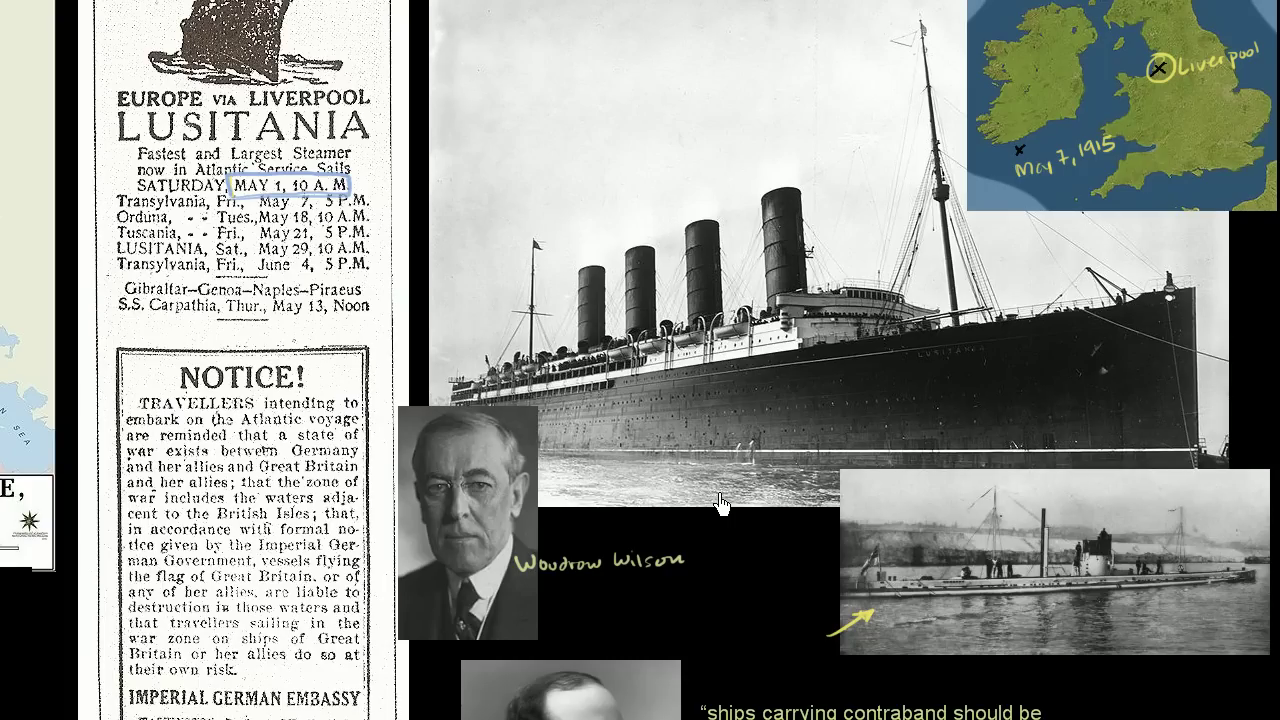 EUROPE VIA LIVERPOOL
LUSITANIA
Fastest and Largest Steamer
now in Atlantic Service Sails
SATURDAY MAY 1, 10 A.M.
Transylvania, Fri., May 7, 5 P.M.
Orduna, - - Tues., May 18, 10 A.M.
Tuscania, - - Fri., May 21, 5 P.M.
LUSITANIA, Sat., May 29, 10 A.M.
Transylvania, Fri., June 4, 5 P.M.
Gibraltar–Genoa–Naples–Piraeus
S.S. Carpathia, Thur., May 13, Noon
NOTICE!
TRAVELLERS intending to
embark on the Atlantic voyage
are reminded that a state of
war exists between Germany
and her allies and Great Britain
and her allies; that the zone of
war includes the waters adja-
cent to the British Isles; that,
in accordance with formal no-
tice given by the Imperial Ger-
man Government, vessels flying
the flag of Great Britain, or of
any of her allies, are liable to
destruction in those waters and
that travellers sailing in the
war zone on ships of Great
Britain or her allies do so at
their own risk.
IMPERIAL GERMAN EMBASSY
E,
N SEA
LUSITANIA
Liverpool
May 7, 1915
Woodrow Wilson
“ships carrying contraband should be